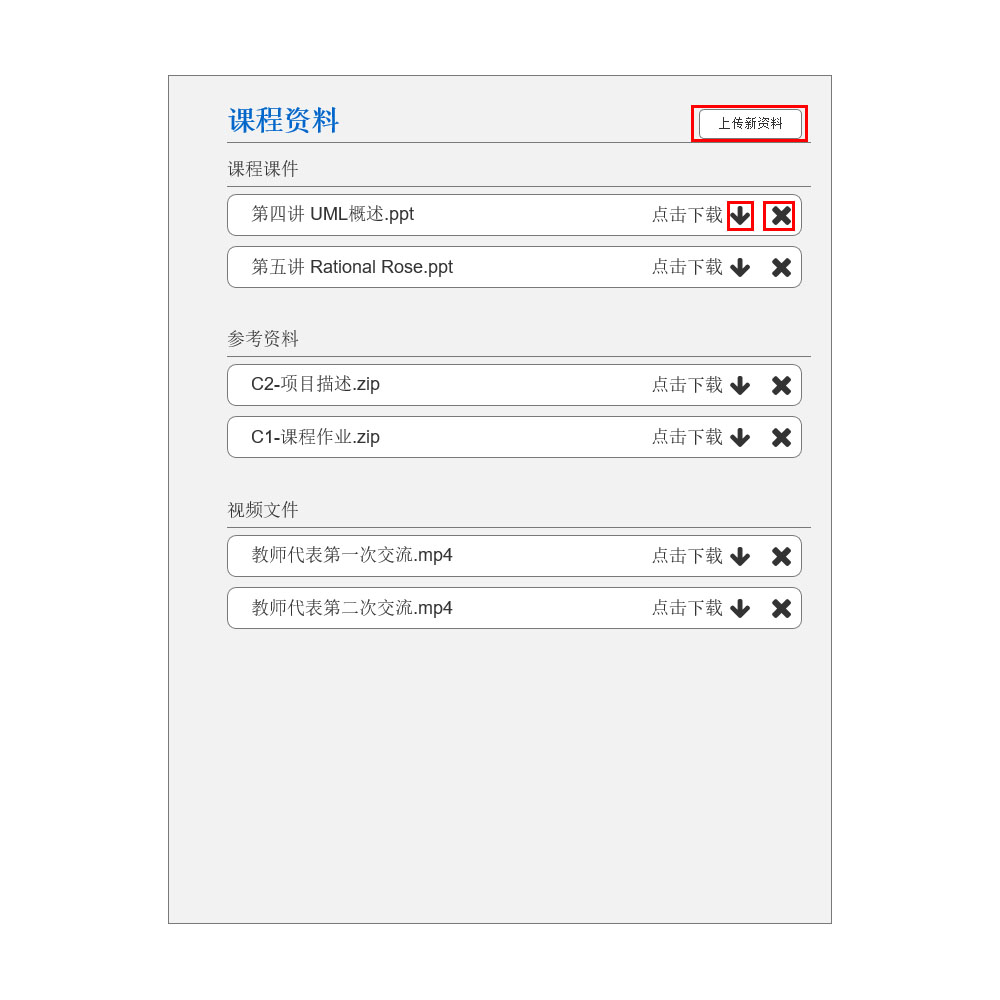 课程资料
上传新资料
课程课件
第四讲 UML概述.ppt 点击下载
第五讲 Rational Rose.ppt 点击下载
参考资料
C2-项目描述.zip 点击下载
C1-课程作业.zip 点击下载
视频文件
教师代表第一次交流.mp4 点击下载
教师代表第二次交流.mp4 点击下载